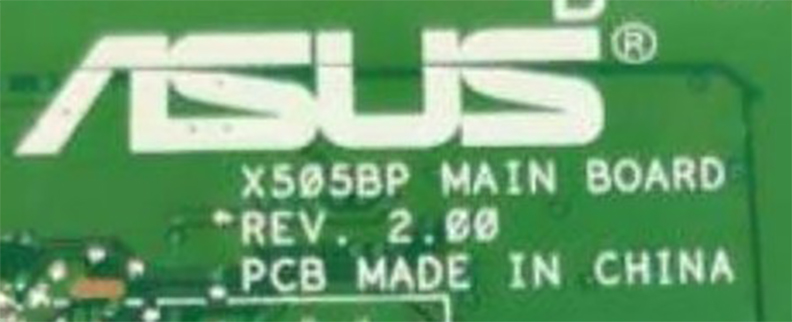 ASUS®
X505BP MAIN BOARD
REV. 2.00
PCB MADE IN CHINA